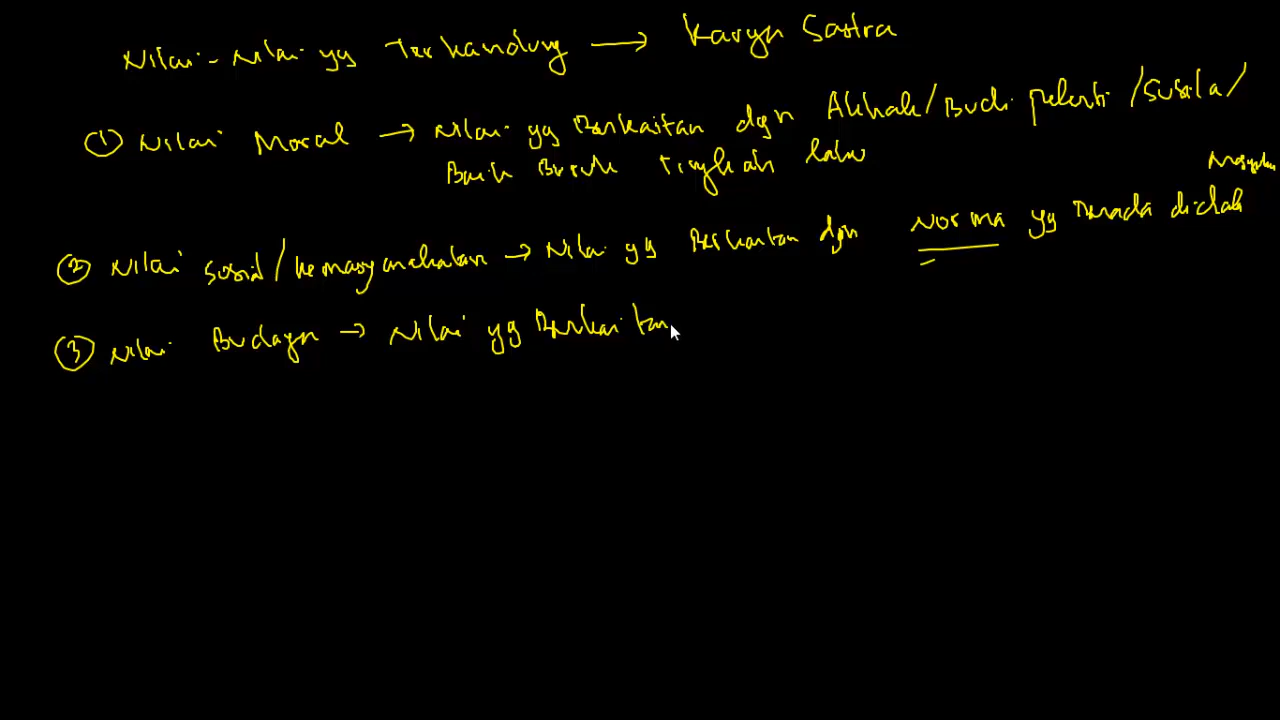 Nilai-Nilai yg Terkandung → Karya Sastra
① Nilai Moral → Nilai yg Berkaitan dgn Akhlak/Budi pekerti/Susila/
Baik Buruk Tingkah laku
② Nilai sosial/kemasyarakatan → Nilai yg Berkaitan dgn Norma yg Berada didlm
③ Nilai Budaya → Nilai yg Berkaitan